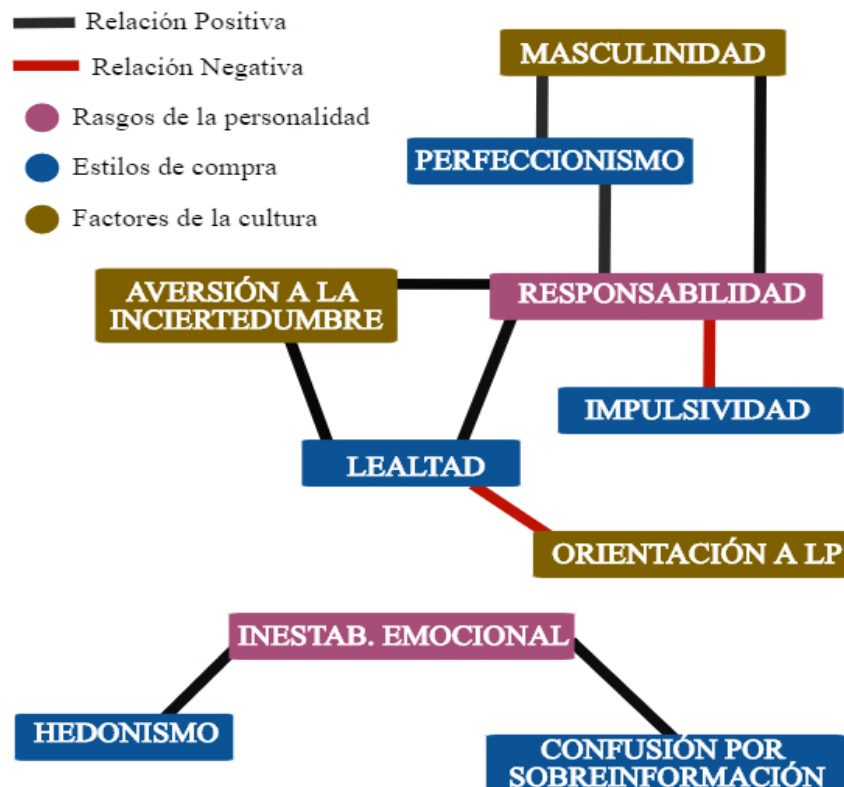 Relación Positiva
Relación Negativa
Rasgos de la personalidad
Estilos de compra
Factores de la cultura
MASCULINIDAD
PERFECCIONISMO
AVERSIÓN A LA
INCIERTEDUMBRE
RESPONSABILIDAD
IMPULSIVIDAD
LEALTAD
ORIENTACIÓN A LP
INESTAB. EMOCIONAL
HEDONISMO
CONFUSIÓN POR
SOBREINFORMACIÓN